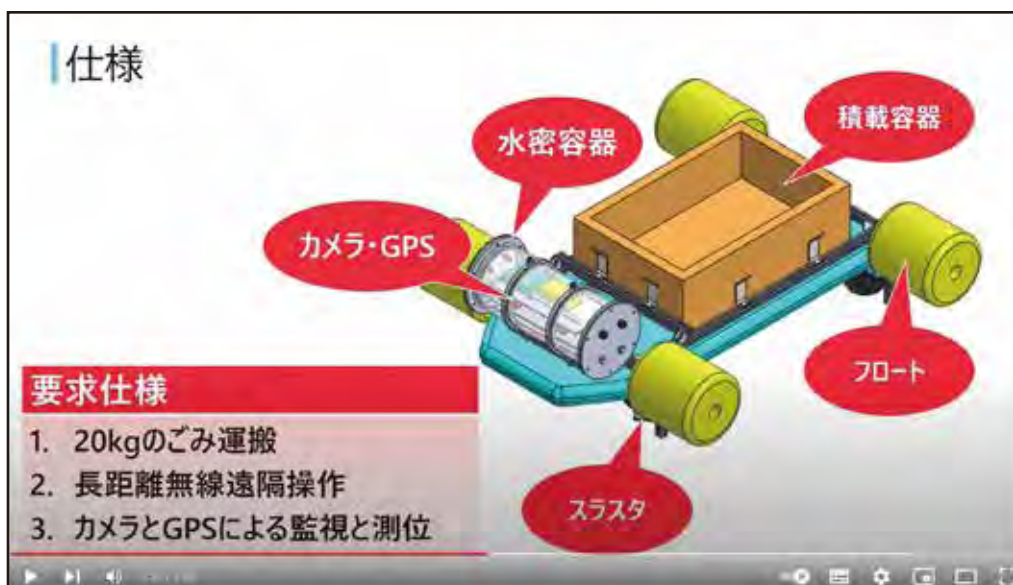 仕様
水密容器
積載容器
カメラ・GPS
フロート
スラスタ
要求仕様
1. 20kgのごみ運搬
2. 長距離無線遠隔操作
3. カメラとGPSによる監視と測位